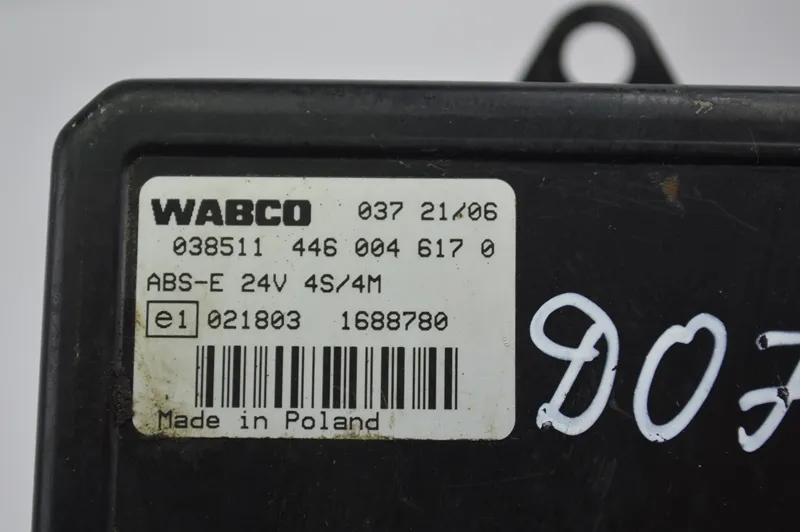 WABCO 037 21/06
038511 446 004 617 0
ABS-E 24V 4S/4M
e1 021803 1688780
Made in Poland